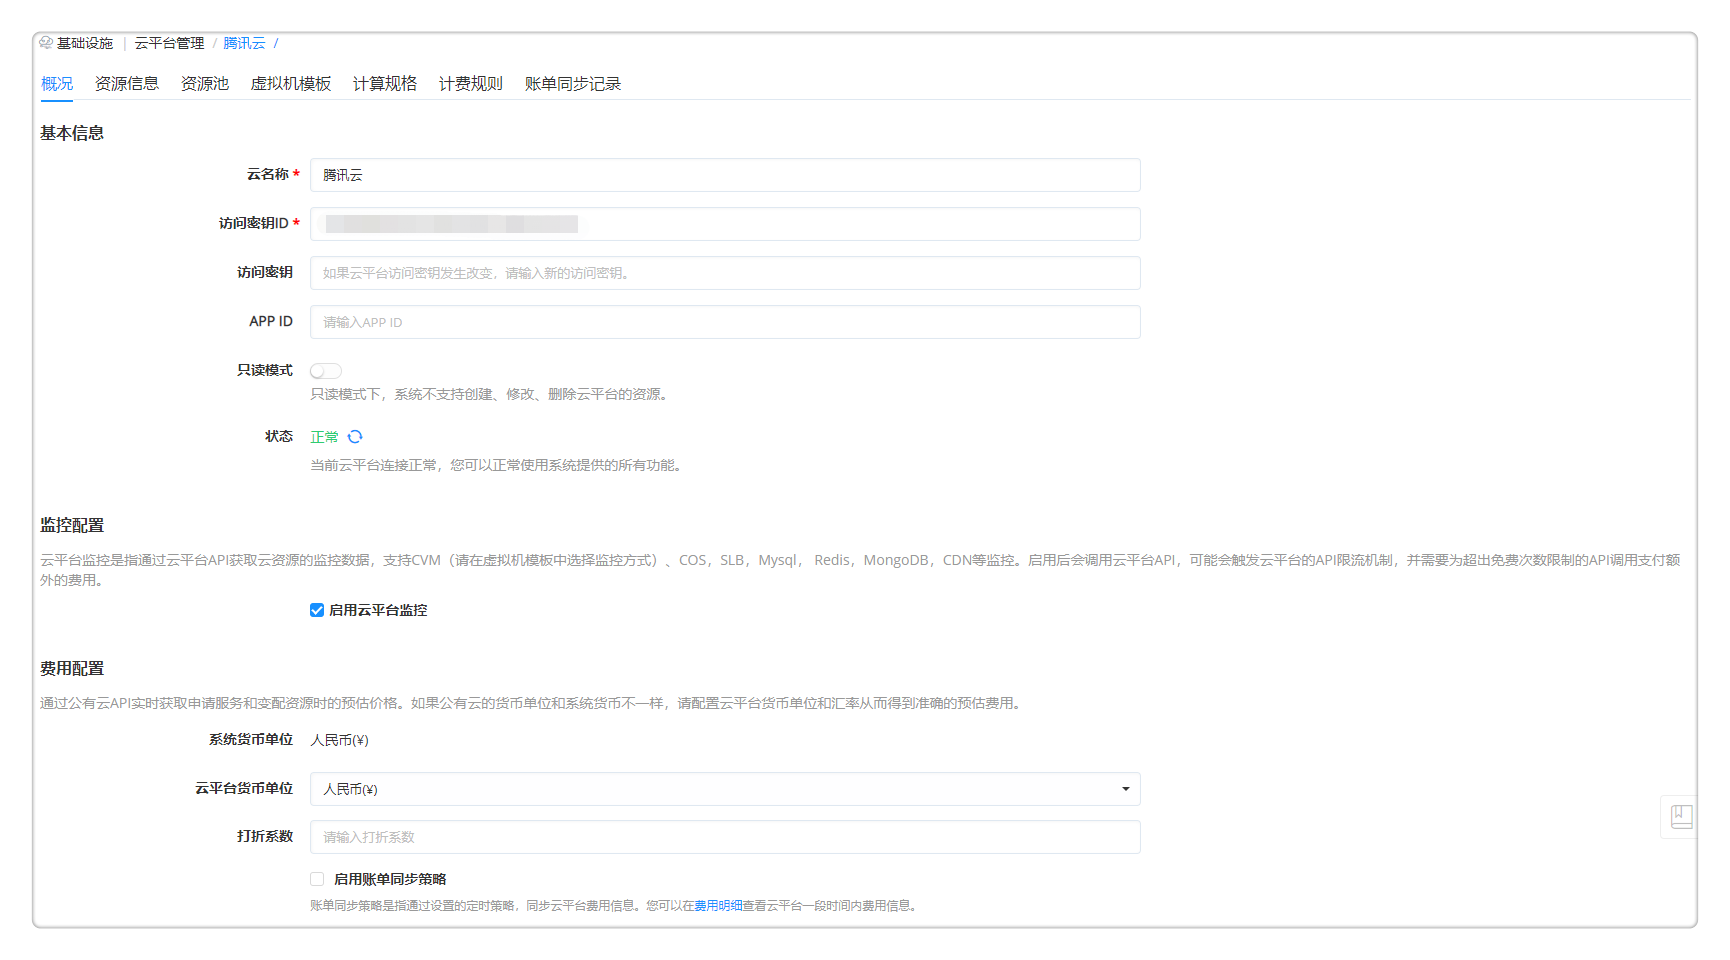 基础设施 | 云平台管理 / 腾讯云 /
概况 资源信息 资源池 虚拟机模板 计算规格 计费规则 账单同步记录
基本信息
云名称 * 腾讯云
访问密钥ID *
访问密钥 如果云平台访问密钥发生改变，请输入新的访问密钥。
APP ID 请输入APP ID
只读模式
只读模式下，系统不支持创建、修改、删除云平台的资源。
状态 正常
当前云平台连接正常，您可以正常使用系统提供的所有功能。
监控配置
云平台监控是指通过云平台API获取云资源的监控数据，支持CVM（请在虚拟机模板中选择监控方式）、COS，SLB，Mysql， Redis，MongoDB，CDN等监控。启用后会调用云平台API，可能会触发云平台的API限流机制，并需要为超出免费次数限制的API调用支付额
外的费用。
启用云平台监控
费用配置
通过公有云API实时获取申请服务和变配资源时的预估价格。如果公有云的货币单位和系统货币不一样，请配置云平台货币单位和汇率从而得到准确的预估费用。
系统货币单位 人民币(¥)
云平台货币单位 人民币(¥)
打折系数 请输入打折系数
启用账单同步策略
账单同步策略是指通过设置的定时策略，同步云平台费用信息。您可以在费用明细查看云平台一段时间内费用信息。